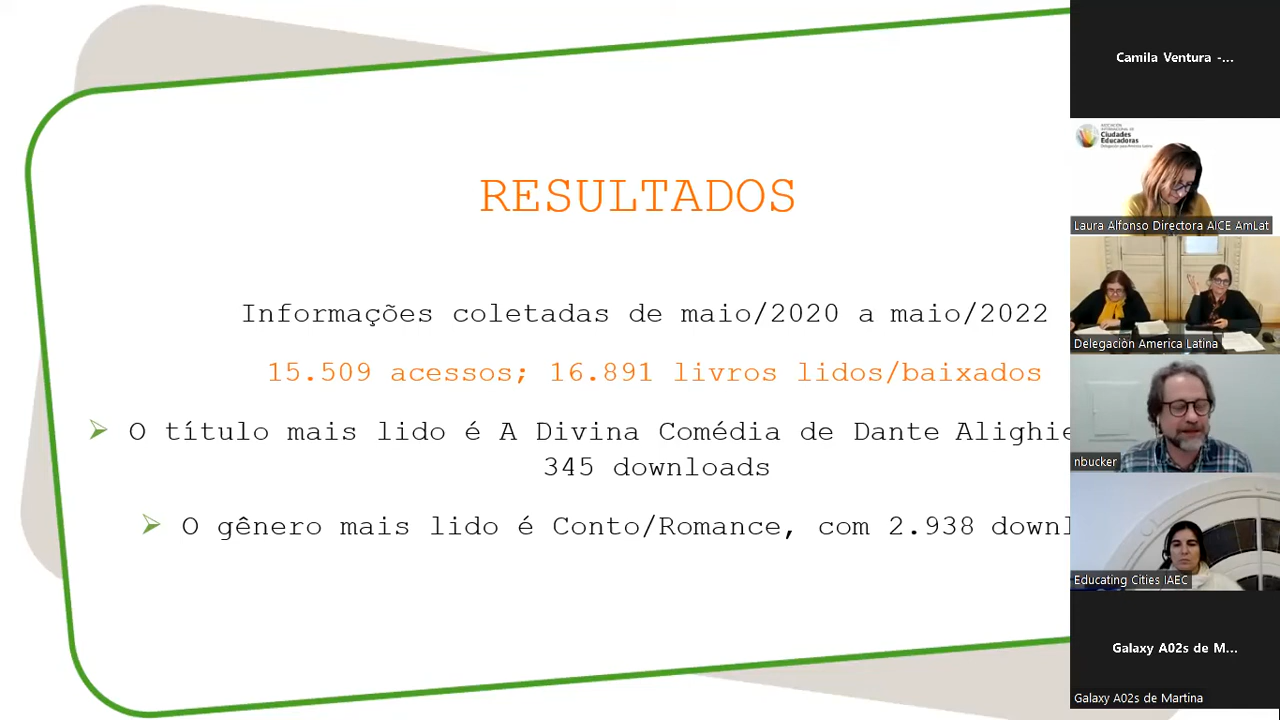 RESULTADOS
Informações coletadas de maio/2020 a maio/2022
15.509 acessos; 16.891 livros lidos/baixados
O título mais lido é A Divina Comédia de Dante Alighie
345 downloads
O gênero mais lido é Conto/Romance, com 2.938 downl
Camila Ventura -...
Ciudades
Educadoras
Laura Alfonso Directora AICE AmLat
Delegación America Latina
nbucker
Educating Cities IAEC
Galaxy A02s de M...
Galaxy A02s de Martina